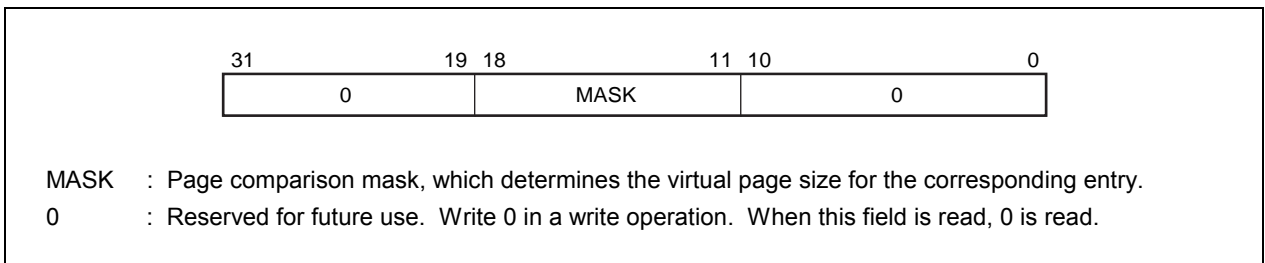 31 19 18 11 10 0
0 MASK 0
MASK : Page comparison mask, which determines the virtual page size for the corresponding entry.
0 : Reserved for future use. Write 0 in a write operation. When this field is read, 0 is read.